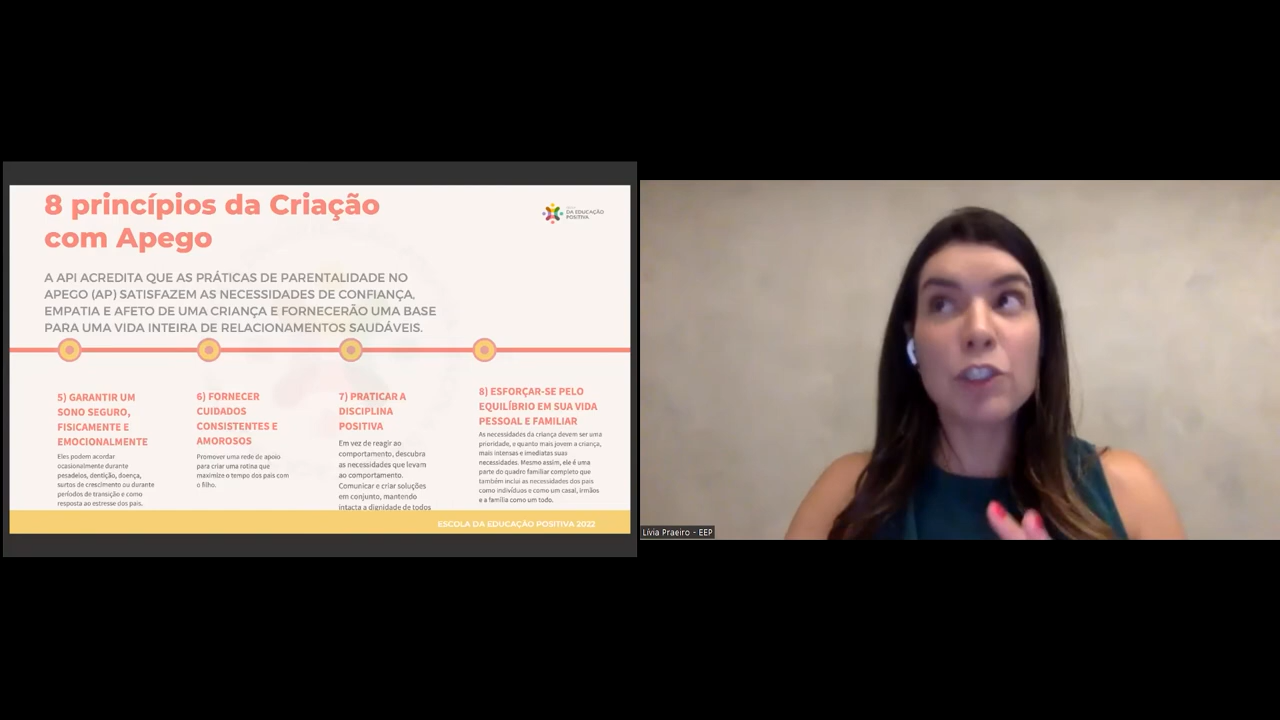 8 princípios da Criação
com Apego
DA EDUCAÇÃO
POSITIVA
A API ACREDITA QUE AS PRÁTICAS DE PARENTALIDADE NO
APEGO (AP) SATISFAZEM AS NECESSIDADES DE CONFIANÇA,
EMPATIA E AFETO DE UMA CRIANÇA E FORNECERÃO UMA BASE
PARA UMA VIDA INTEIRA DE RELACIONAMENTOS SAUDÁVEIS.
5) GARANTIR UM
SONO SEGURO,
FISICAMENTE E
EMOCIONALMENTE
Eles podem acordar
ocasionalmente durante
pesadelos, dentição, doença,
surtos de crescimento ou durante
períodos de transição e como
resposta ao estresse dos pais.
6) FORNECER
CUIDADOS
CONSISTENTES E
AMOROSOS
Promover uma rede de apoio
para criar uma rotina que
maximize o tempo dos pais com
o filho.
7) PRATICAR A
DISCIPLINA
POSITIVA
Em vez de reagir ao
comportamento, descubra
as necessidades que levam
ao comportamento.
Comunicar e criar soluções
em conjunto, mantendo
intacta a dignidade de todos
8) ESFORÇAR-SE PELO
EQUILÍBRIO EM SUA VIDA
PESSOAL E FAMILIAR
As necessidades da criança devem ser uma
prioridade, e quanto mais jovem a criança,
mais intensas e imediatas suas
necessidades. Mesmo assim, ele é uma
parte do quadro familiar completo que
também inclui as necessidades dos pais
como indivíduos e como um casal, irmãos
e a família como um todo.
ESCOLA DA EDUCAÇÃO POSITIVA 2022
Lívia Praeiro - EEP